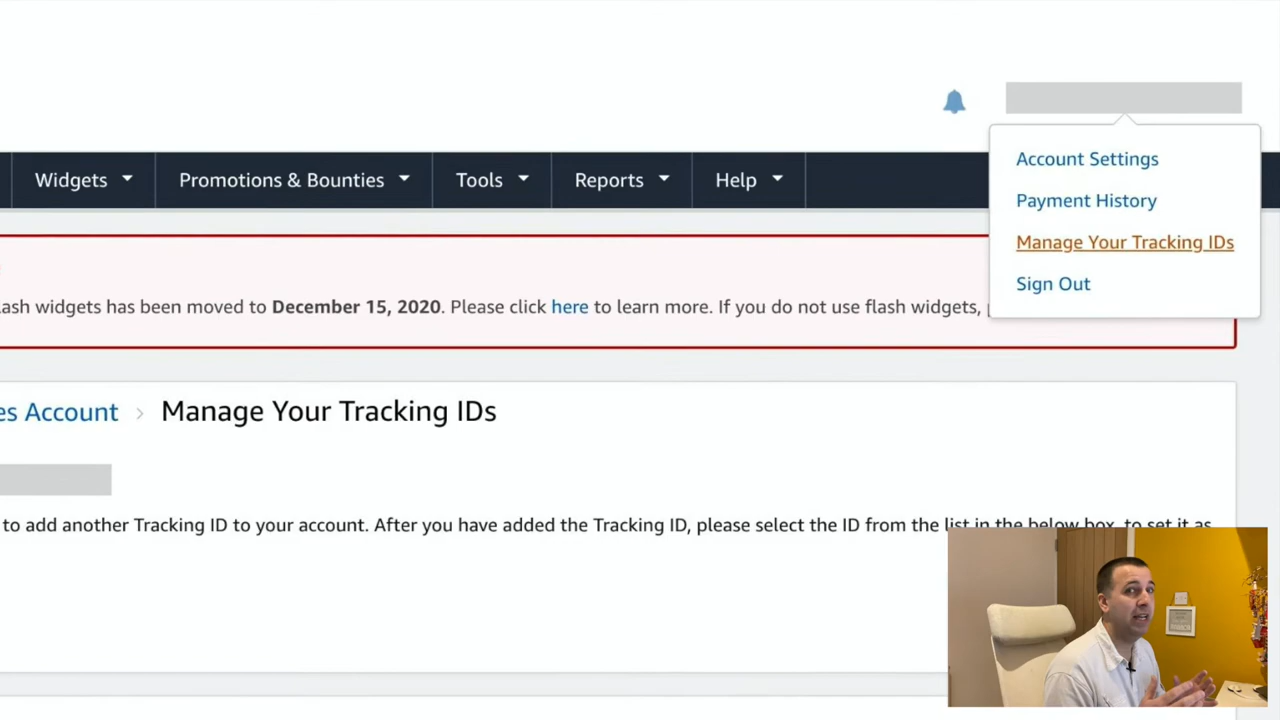 Account Settings
Widgets Promotions & Bounties Tools Reports Help
Payment History
Manage Your Tracking IDs
Sign Out
ash widgets has been moved to December 15, 2020. Please click here to learn more. If you do not use flash widgets,
es Account › Manage Your Tracking IDs
to add another Tracking ID to your account. After you have added the Tracking ID, please select the ID from the list in the below box, to set it as